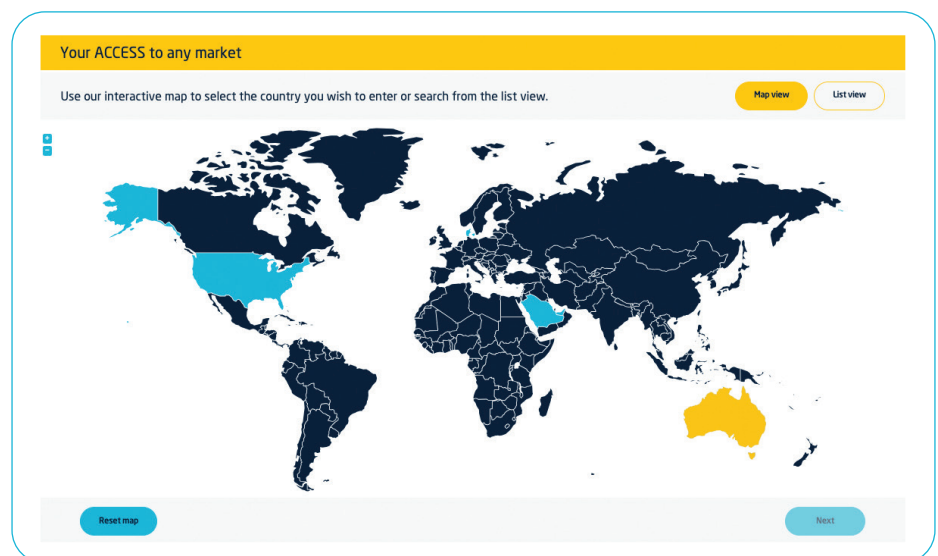 Your ACCESS to any market
Use our interactive map to select the country you wish to enter or search from the list view.
Map view
List view
+
-
Reset map
Next